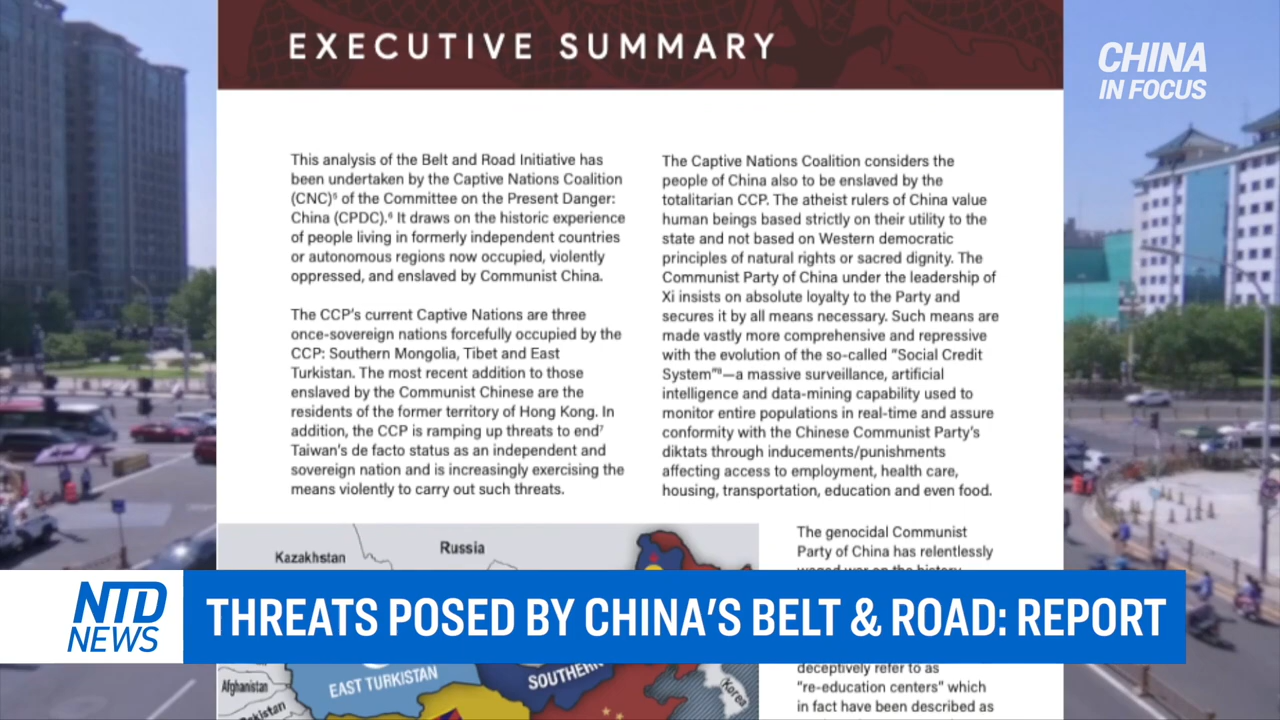 EXECUTIVE SUMMARY
CHINA
IN FOCUS
This analysis of the Belt and Road Initiative has
been undertaken by the Captive Nations Coalition
(CNC)⁵ of the Committee on the Present Danger:
China (CPDC).⁶ It draws on the historic experience
of people living in formerly independent countries
or autonomous regions now occupied, violently
oppressed, and enslaved by Communist China.
The CCP's current Captive Nations are three
once-sovereign nations forcefully occupied by the
CCP: Southern Mongolia, Tibet and East
Turkistan. The most recent addition to those
enslaved by the Communist Chinese are the
residents of the former territory of Hong Kong. In
addition, the CCP is ramping up threats to end⁷
Taiwan's de facto status as an independent and
sovereign nation and is increasingly exercising the
means violently to carry out such threats.
The Captive Nations Coalition considers the
people of China also to be enslaved by the
totalitarian CCP. The atheist rulers of China value
human beings based strictly on their utility to the
state and not based on Western democratic
principles of natural rights or sacred dignity. The
Communist Party of China under the leadership of
Xi insists on absolute loyalty to the Party and
secures it by all means necessary. Such means are
made vastly more comprehensive and repressive
with the evolution of the so-called "Social Credit
System"⁸—a massive surveillance, artificial
intelligence and data-mining capability used to
monitor entire populations in real-time and assure
conformity with the Chinese Communist Party's
diktats through inducements/punishments
affecting access to employment, health care,
housing, transportation, education and even food.
The genocidal Communist
Party of China has relentlessly
waged war on the history,
Kazakhstan
Russia
NTD
NEWS
THREATS POSED BY CHINA'S BELT & ROAD: REPORT
Afghanistan
EAST TURKISTAN
SOUTHERN
Korea
deceptively refer to as
"re-education centers" which
in fact have been described as